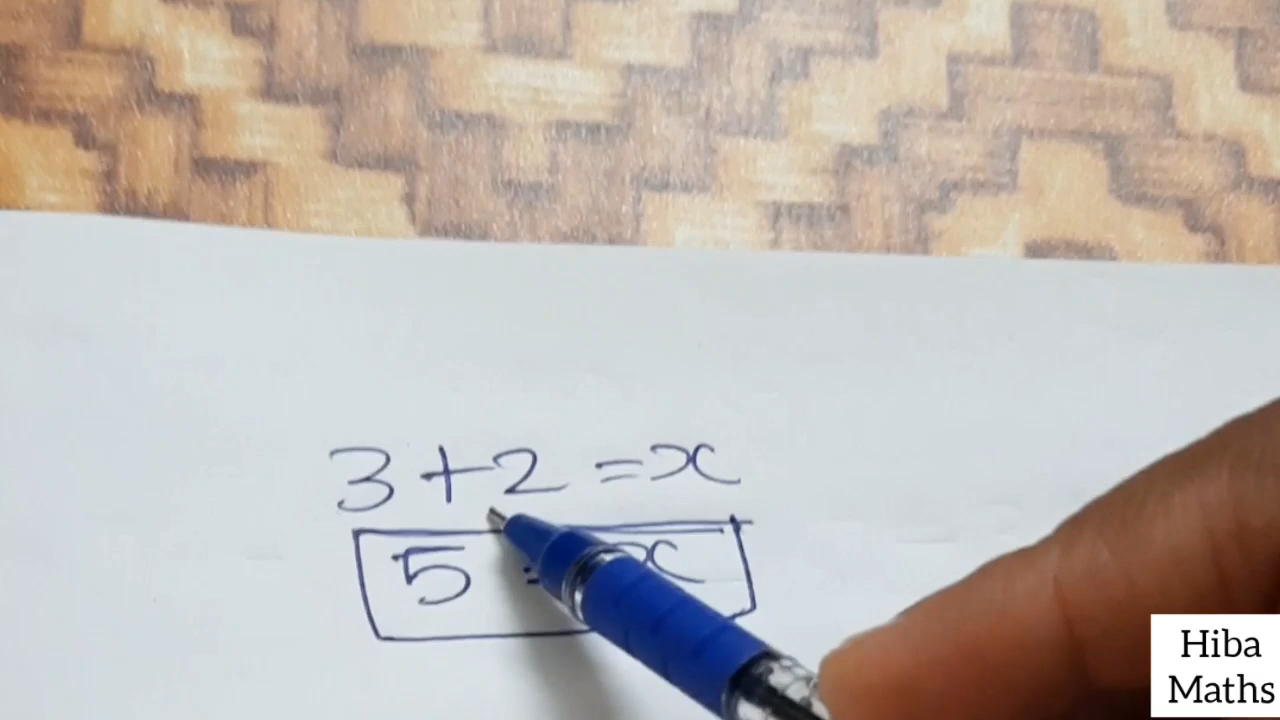 3 + 2 = x
5 = x
Hiba
Maths